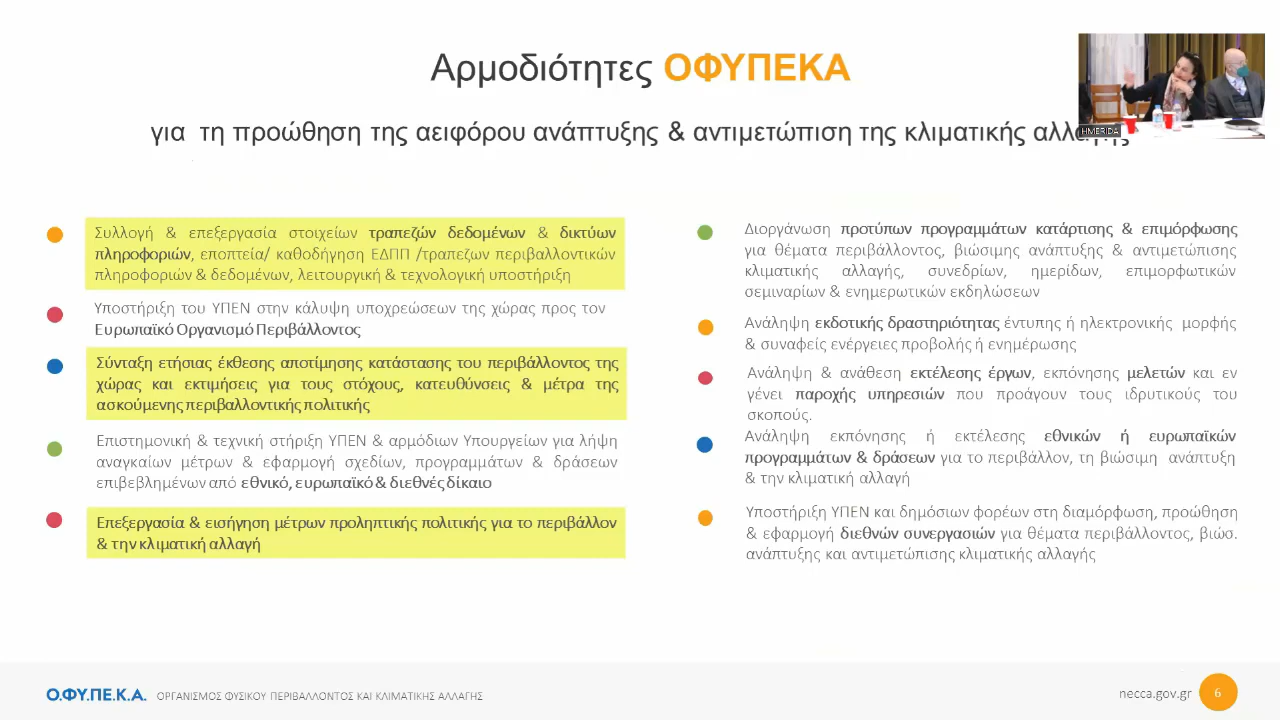 Αρμοδιότητες ΟΦΥΠΕΚΑ
για τη προώθηση της αειφόρου ανάπτυξης & αντιμετώπιση της κλιματικής αλλαγής
HMERIDA
Συλλογή & επεξεργασία στοιχείων τραπεζών δεδομένων & δικτύων
πληροφοριών, εποπτεία/ καθοδήγηση ΕΔΠΠ /τραπεζων περιβαλλοντικών
πληροφοριών & δεδομένων, λειτουργική & τεχνολογική υποστήριξη
Υποστήριξη του ΥΠΕΝ στην κάλυψη υποχρεώσεων της χώρας προς τον
Ευρωπαϊκό Οργανισμό Περιβάλλοντος
Σύνταξη ετήσιας έκθεσης αποτίμησης κατάστασης του περιβάλλοντος της
χώρας και εκτιμήσεις για τους στόχους, κατευθύνσεις & μέτρα της
ασκούμενης περιβαλλοντικής πολιτικής
Επιστημονική & τεχνική στήριξη ΥΠΕΝ & αρμόδιων Υπουργείων για λήψη
αναγκαίων μέτρων & εφαρμογή σχεδίων, προγραμμάτων & δράσεων
επιβεβλημένων από εθνικό, ευρωπαϊκό & διεθνές δίκαιο
Επεξεργασία & εισήγηση μέτρων προληπτικής πολιτικής για το περιβάλλον
& την κλιματική αλλαγή
Διοργάνωση προτύπων προγραμμάτων κατάρτισης & επιμόρφωσης
για θέματα περιβάλλοντος, βιώσιμης ανάπτυξης & αντιμετώπισης
κλιματικής αλλαγής, συνεδρίων, ημερίδων, επιμορφωτικών
σεμιναρίων & ενημερωτικών εκδηλώσεων
Ανάληψη εκδοτικής δραστηριότητας έντυπης ή ηλεκτρονικής μορφής
& συναφείς ενέργειες προβολής ή ενημέρωσης
Ανάληψη & ανάθεση εκτέλεσης έργων, εκπόνησης μελετών και εν
γένει παροχής υπηρεσιών που προάγουν τους ιδρυτικούς του
σκοπούς.
Ανάληψη εκπόνησης ή εκτέλεσης εθνικών ή ευρωπαϊκών
προγραμμάτων & δράσεων για το περιβάλλον, τη βιώσιμη ανάπτυξη
& την κλιματική αλλαγή
Υποστήριξη ΥΠΕΝ και δημόσιων φορέων στη διαμόρφωση, προώθηση
& εφαρμογή διεθνών συνεργασιών για θέματα περιβάλλοντος, βιώσ.
ανάπτυξης και αντιμετώπισης κλιματικής αλλαγής
Ο.ΦΥ.ΠΕ.Κ.Α. ΟΡΓΑΝΙΣΜΟΣ ΦΥΣΙΚΟΥ ΠΕΡΙΒΑΛΛΟΝΤΟΣ ΚΑΙ ΚΛΙΜΑΤΙΚΗΣ ΑΛΛΑΓΗΣ
necca.gov.gr 6